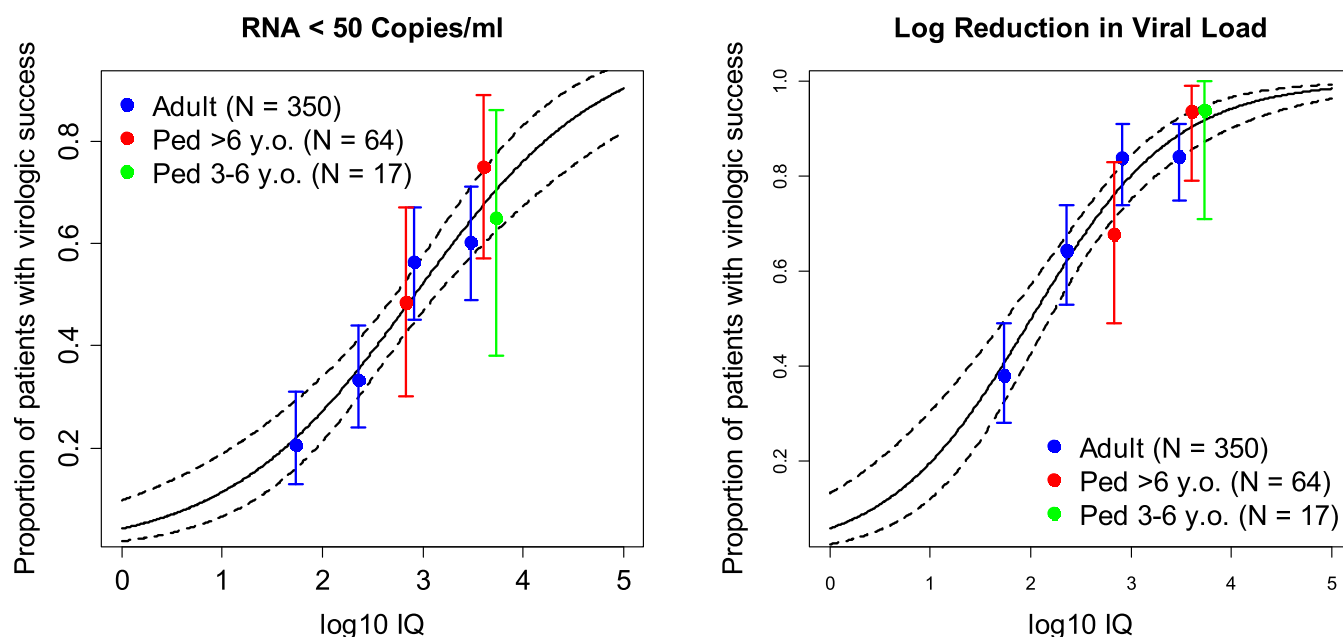 RNA < 50 Copies/ml
Proportion of patients with virologic success
0.8
0.6
0.4
0.2
Adult (N = 350)
Ped >6 y.o. (N = 64)
Ped 3-6 y.o. (N = 17)
0 1 2 3 4 5
log10 IQ
Log Reduction in Viral Load
Proportion of patients with virologic success
1.0
0.8
0.6
0.4
0.2
Adult (N = 350)
Ped >6 y.o. (N = 64)
Ped 3-6 y.o. (N = 17)
0 1 2 3 4 5
log10 IQ